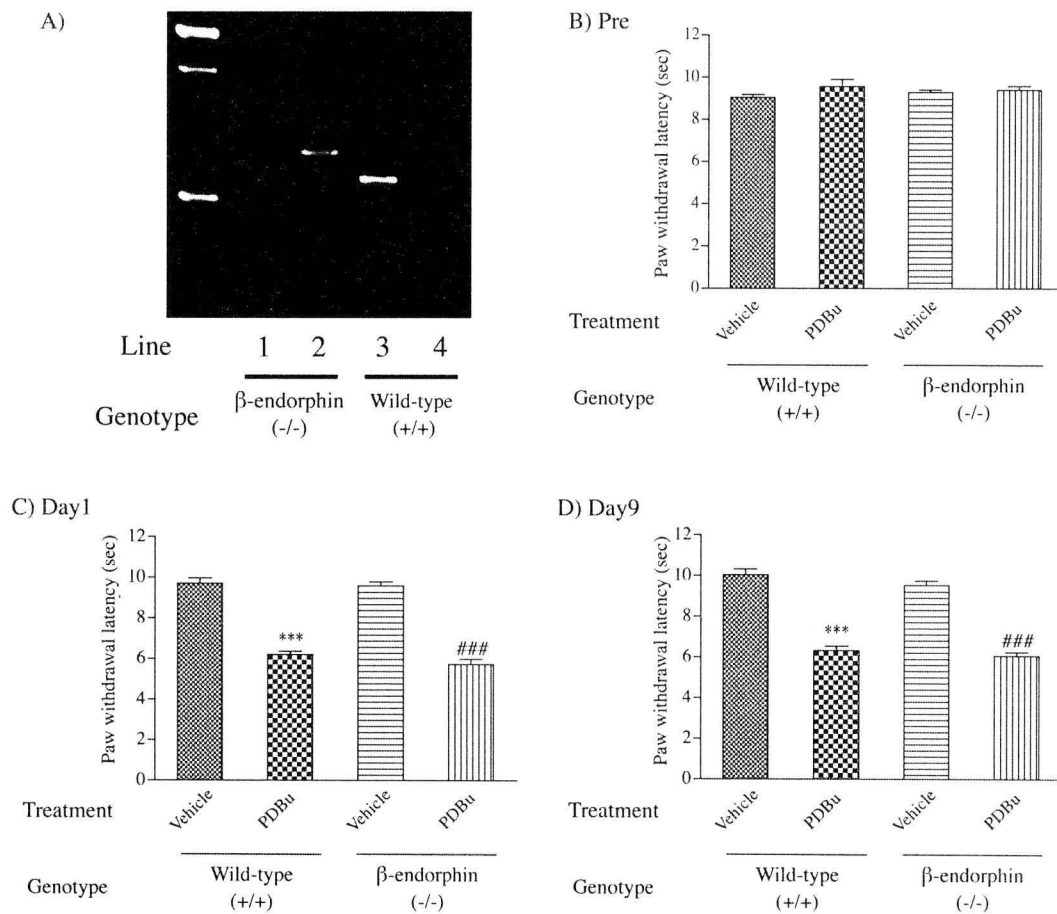 A)
Line 1 2 3 4
Genotype β-endorphin (-/-) Wild-type (+/+)
B) Pre
Paw withdrawal latency (sec)
12
10
8
6
4
2
0
Treatment Vehicle PDBu Vehicle PDBu
Genotype Wild-type (+/+) β-endorphin (-/-)
C) Day1
Paw withdrawal latency (sec)
12
10
8
6
4
2
0
***
###
Treatment Vehicle PDBu Vehicle PDBu
Genotype Wild-type (+/+) β-endorphin (-/-)
D) Day9
Paw withdrawal latency (sec)
12
10
8
6
4
2
0
***
###
Treatment Vehicle PDBu Vehicle PDBu
Genotype Wild-type (+/+) β-endorphin (-/-)